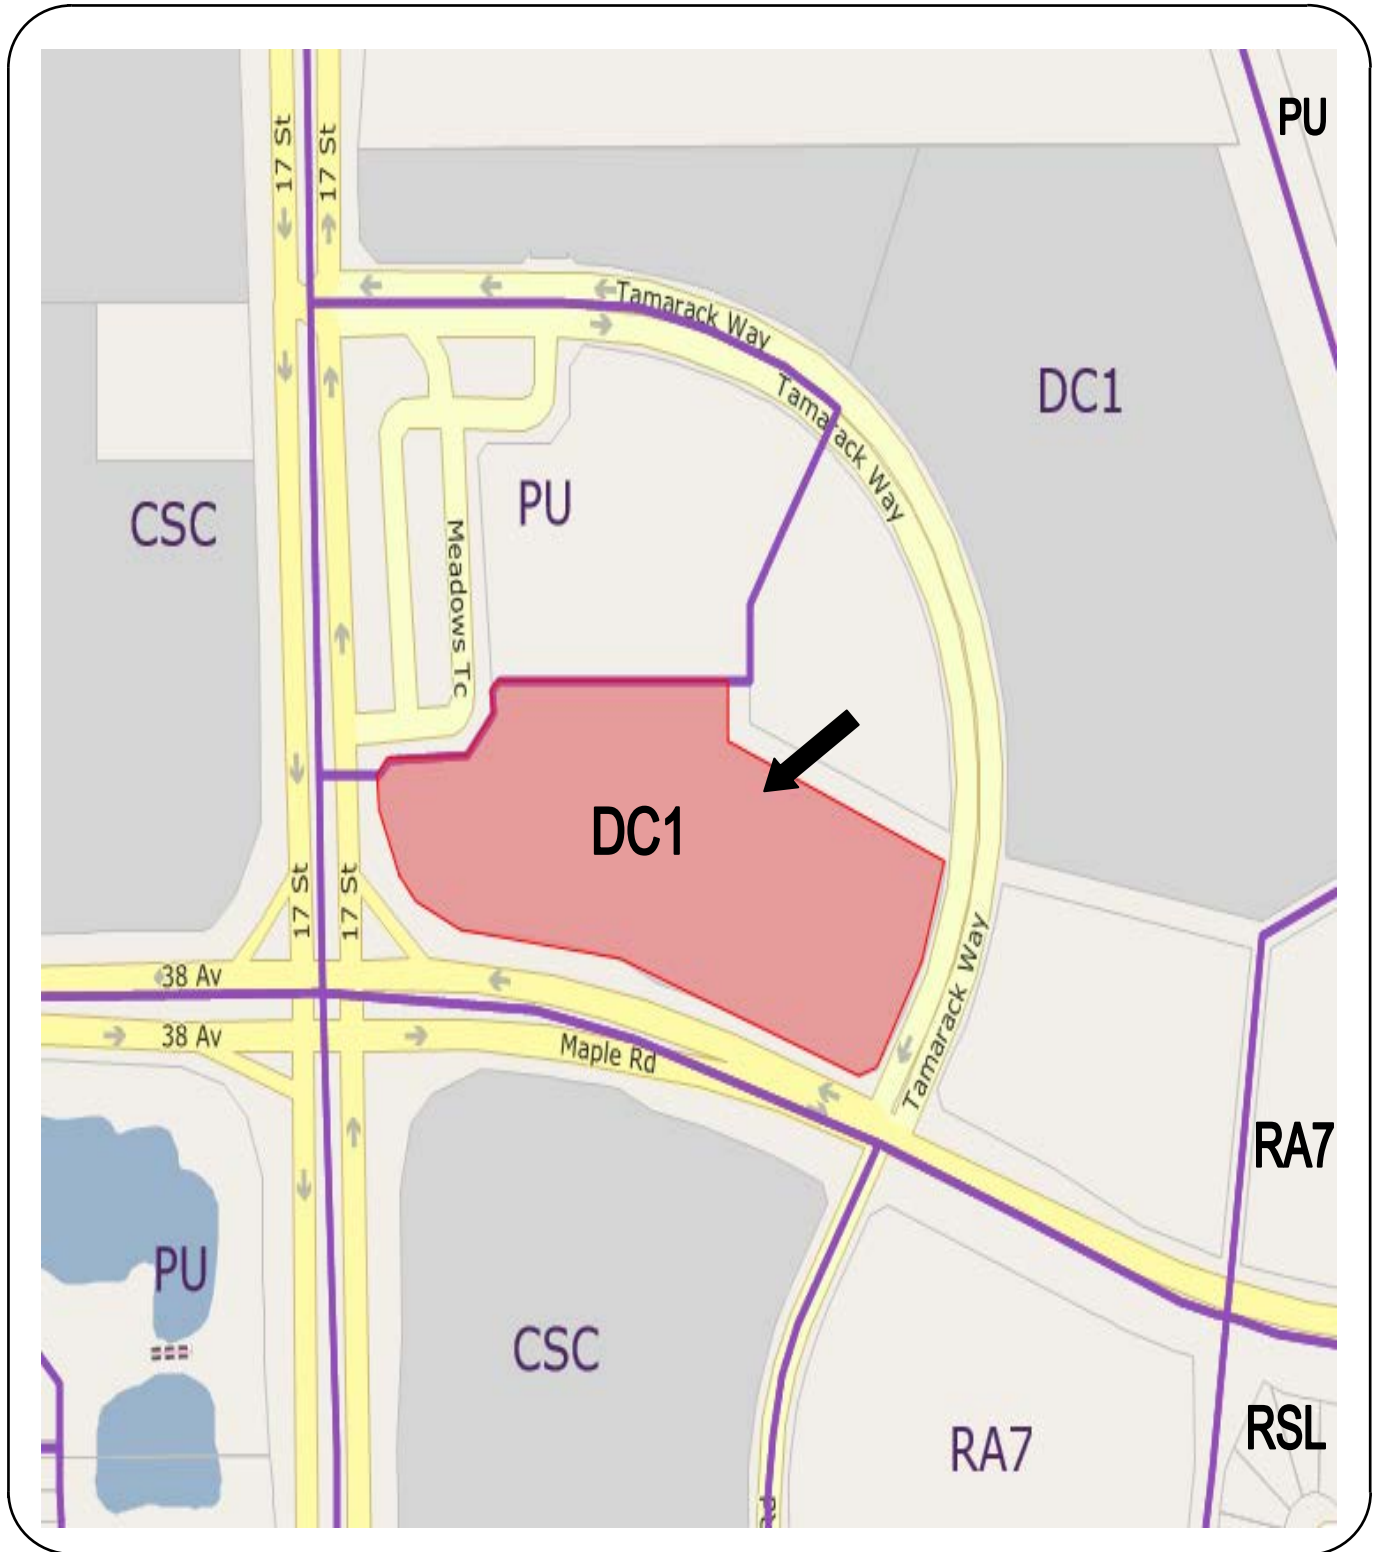 17 St
17 St
PU
Tamarack Way
Tamarack Way
DC1
CSC
PU
Meadows Tc
DC1
17 St
17 St
38 Av
38 Av
Maple Rd
Tamarack Way
RA7
PU
CSC
RA7
RSL